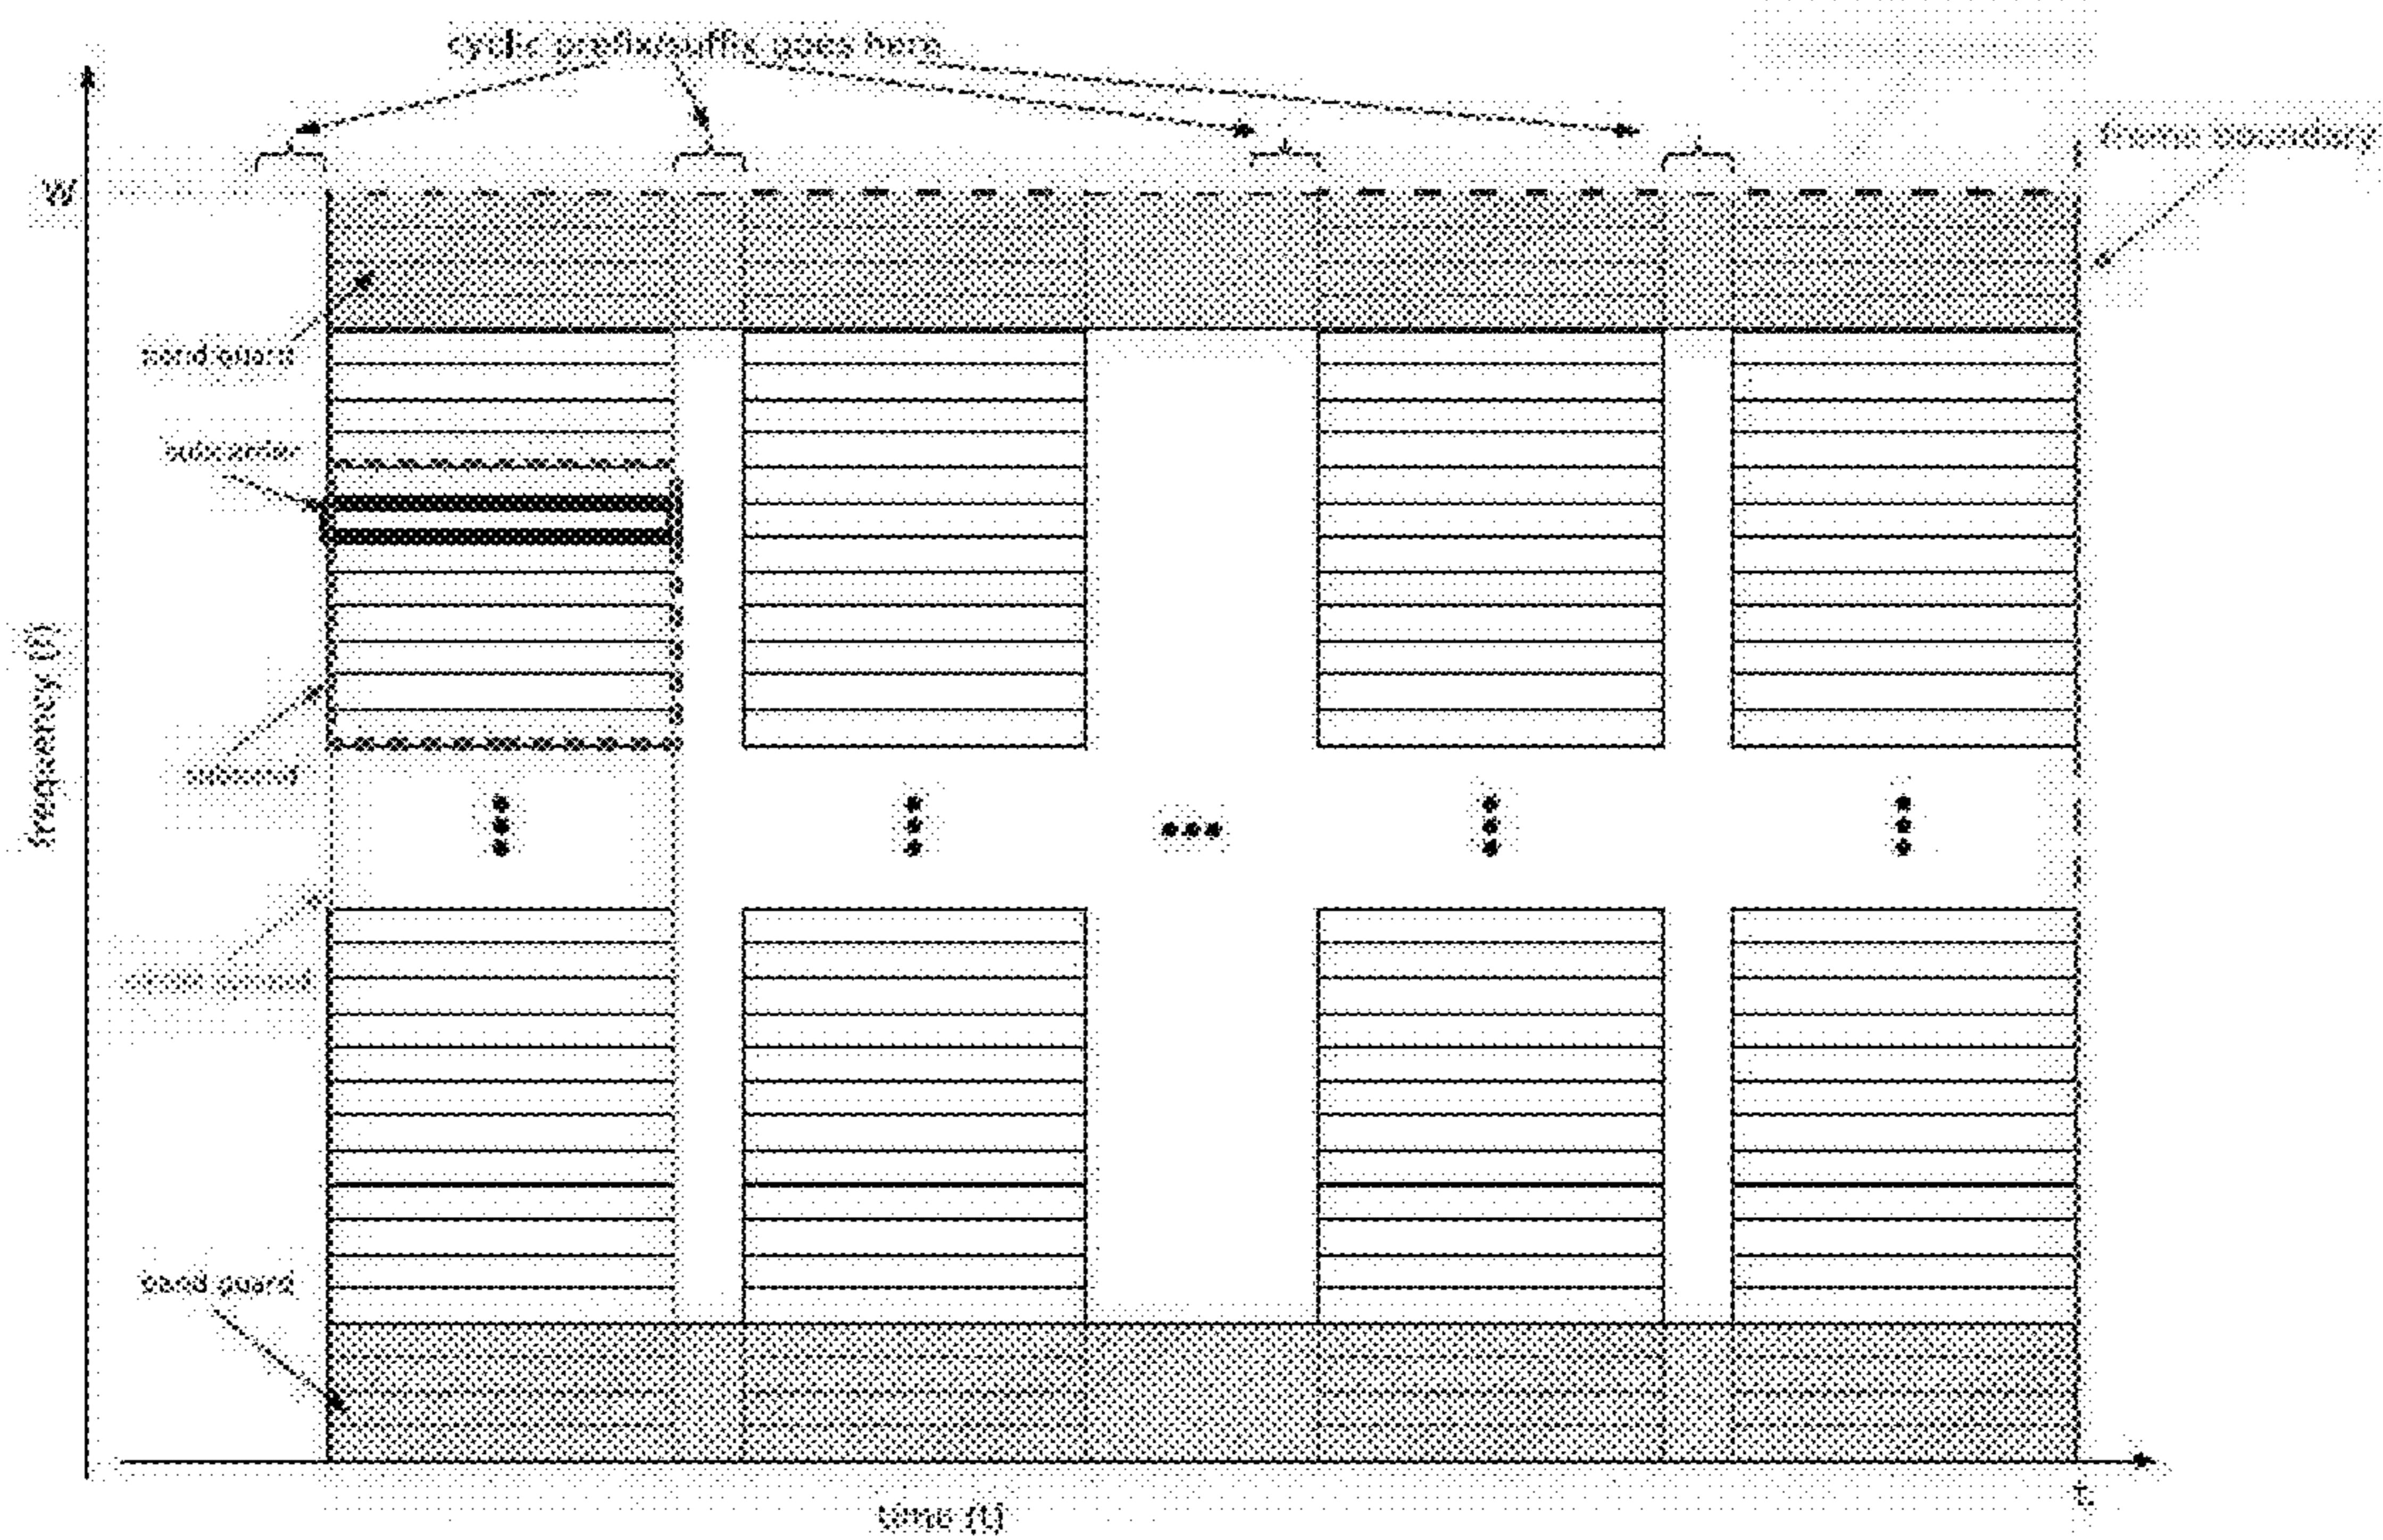 cyclic prefix/suffix goes here
frame boundary
W
band guard
subcarrier
frequency (f)
subband
band guard
time (t)